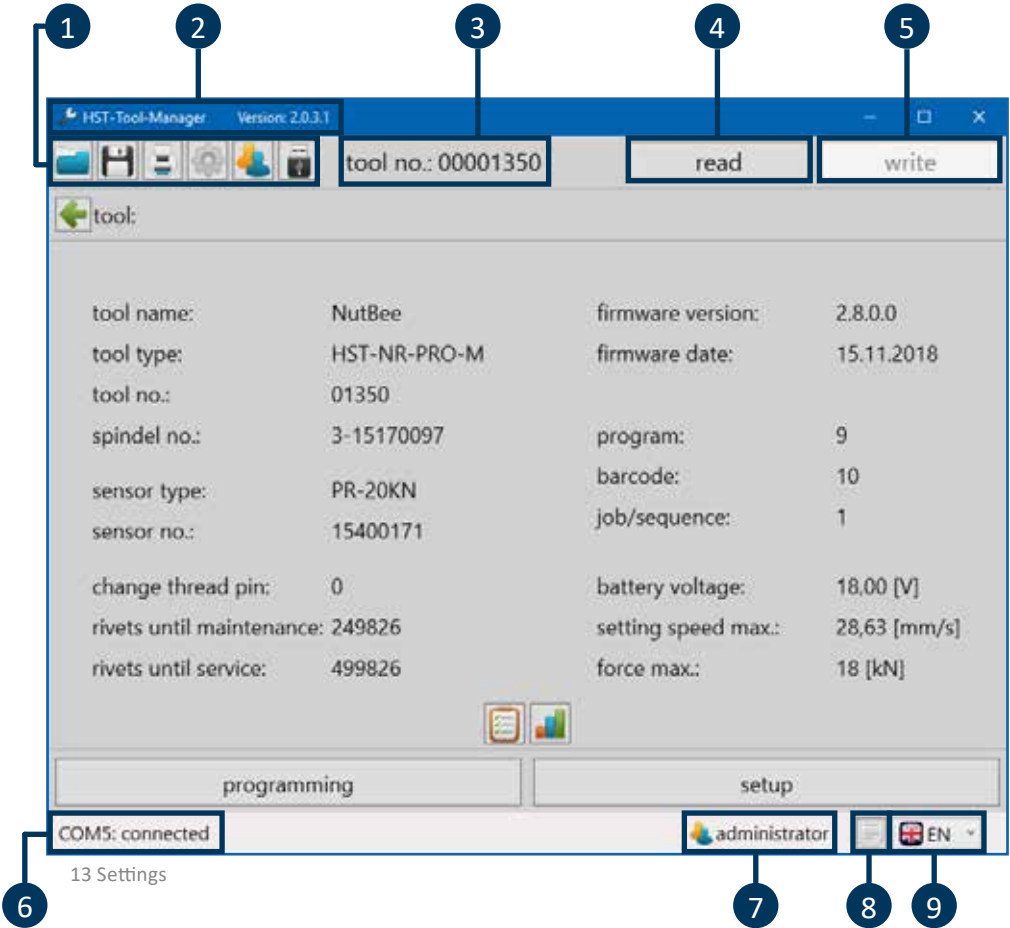 1 2 3 4 5
HST-Tool-Manager Version: 2.0.3.1
tool no.: 00001350 read write
tool:
tool name: NutBee firmware version: 2.8.0.0
tool type: HST-NR-PRO-M firmware date: 15.11.2018
tool no.: 01350
spindel no.: 3-15170097 program: 9
barcode: 10
sensor type: PR-20KN
job/sequence: 1
sensor no.: 15400171
change thread pin: 0 battery voltage: 18,00 [V]
rivets until maintenance: 249826 setting speed max.: 28,63 [mm/s]
rivets until service: 499826 force max.: 18 [kN]
programming setup
COM5: connected administrator EN
13 Settings
6 7 8 9